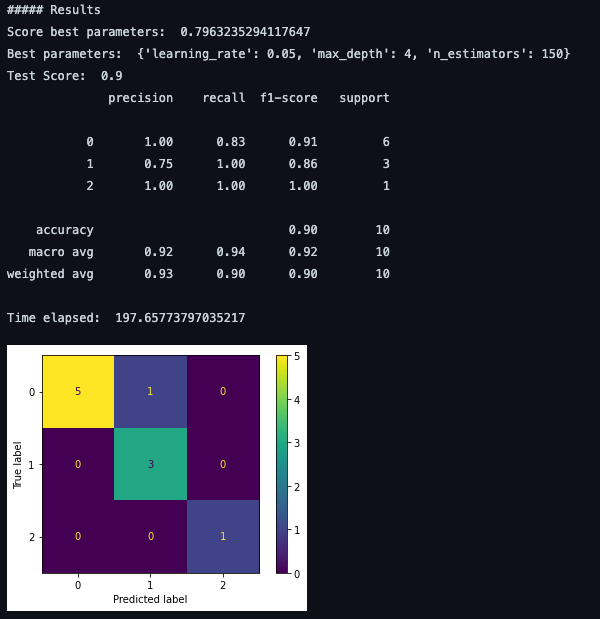 ##### Results
Score best parameters:  0.7963235294117647
Best parameters:  {'learning_rate': 0.05, 'max_depth': 4, 'n_estimators': 150}
Test Score:  0.9
precision    recall  f1-score   support
0       1.00      0.83      0.91         6
1       0.75      1.00      0.86         3
2       1.00      1.00      1.00         1
accuracy                           0.90        10
macro avg       0.92      0.94      0.92        10
weighted avg       0.93      0.90      0.90        10
Time elapsed:  197.65773797035217
5
0 5 1 0
4
3
1 0 3 0
True label
2
2 0 0 1
1
0
0 1 2
Predicted label